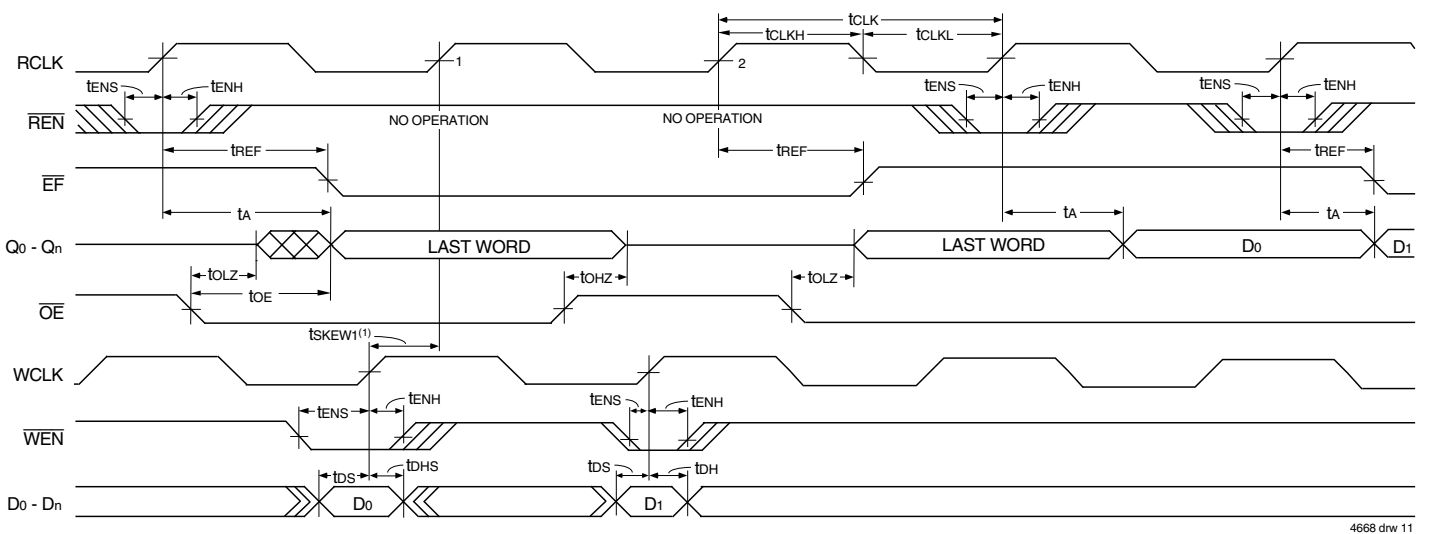 tCLK
tCLKH tCLKL
RCLK 1 2
tENS tENH tENS tENH tENS tENH
REN NO OPERATION NO OPERATION
tREF tREF tREF
EF
tA tA tA
Q0 - Qn LAST WORD LAST WORD D0 D1
tOLZ tOHZ tOLZ
tOE
OE
tSKEW1(1)
WCLK
tENS tENH tENS tENH
WEN
tDS tDHS tDS tDH
D0 - Dn D0 D1
4668 drw 11